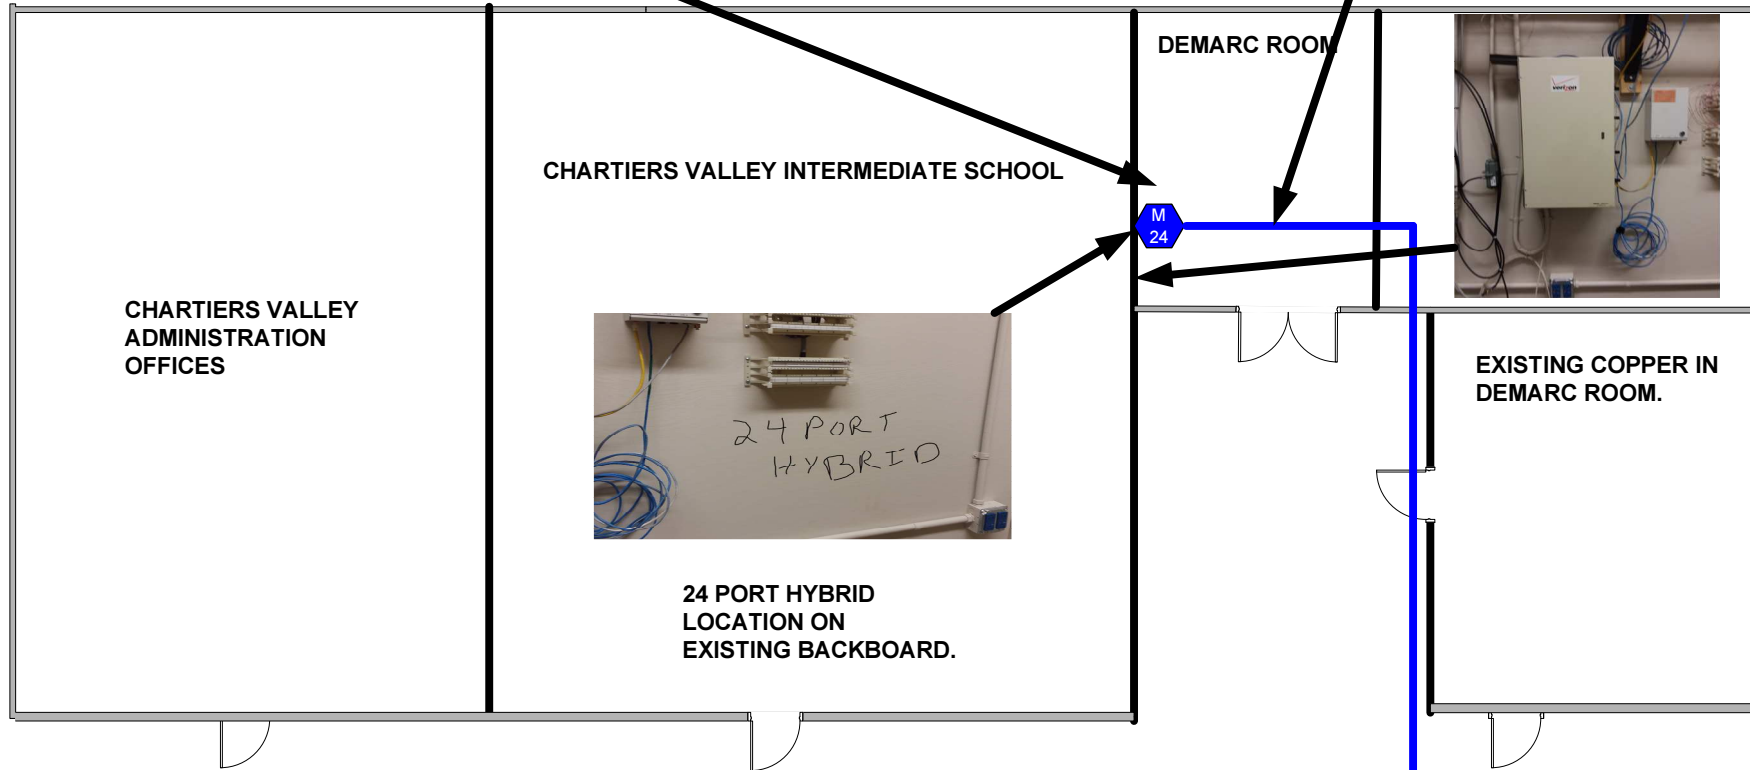 DEMARC ROOM
verizon
CHARTIERS VALLEY INTERMEDIATE SCHOOL
M
24
CHARTIERS VALLEY
ADMINISTRATION
OFFICES
24 PORT
HYBRID
EXISTING COPPER IN
DEMARC ROOM.
24 PORT HYBRID
LOCATION ON
EXISTING BACKBOARD.